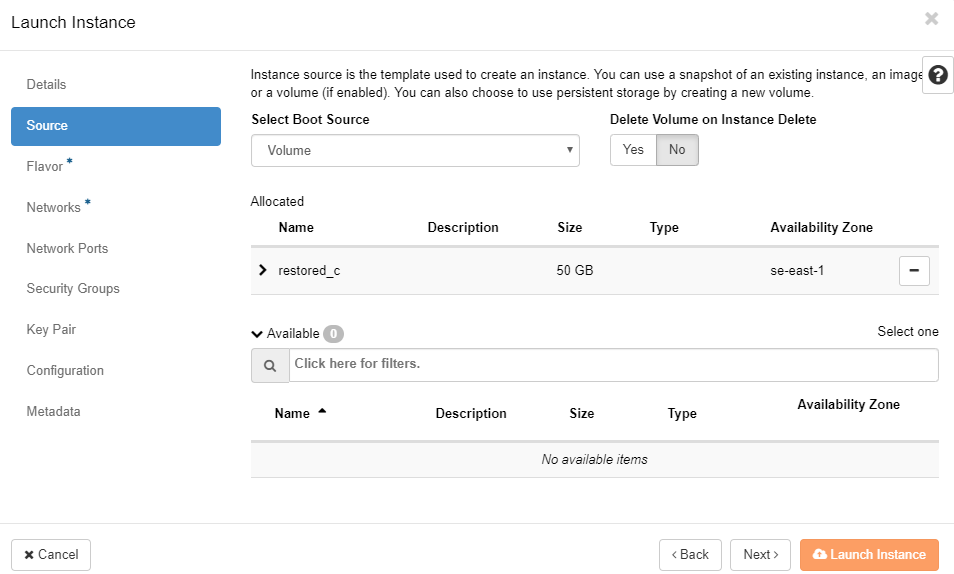 Launch Instance
×
Details
Source
Flavor *
Networks *
Network Ports
Security Groups
Key Pair
Configuration
Metadata
Instance source is the template used to create an instance. You can use a snapshot of an existing instance, an image
or a volume (if enabled). You can also choose to use persistent storage by creating a new volume.
?
Select Boot Source
Delete Volume on Instance Delete
Volume
Yes No
Allocated
Name Description Size Type Availability Zone
restored_c 50 GB se-east-1
Available 0
Select one
Click here for filters.
Name Description Size Type Availability Zone
No available items
× Cancel
‹ Back
Next ›
Launch Instance